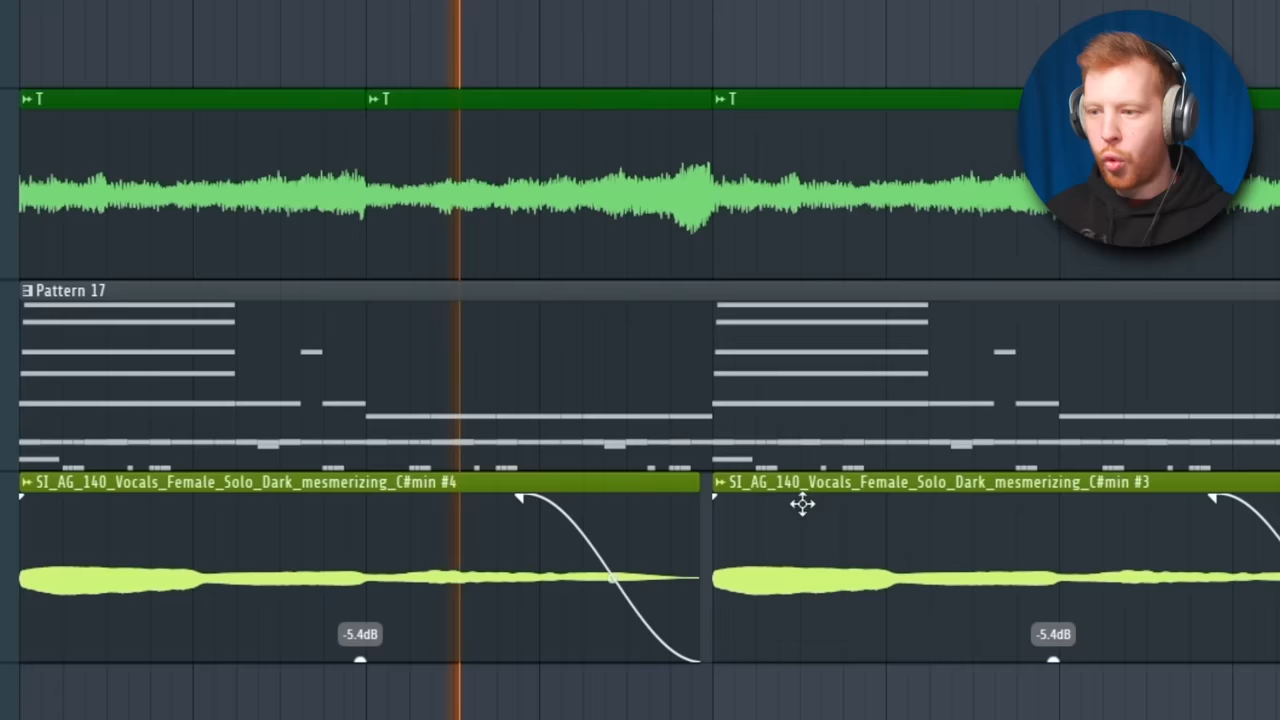 T
T
T
Pattern 17
SI_AG_140_Vocals_Female_Solo_Dark_mesmerizing_C#min #4
SI_AG_140_Vocals_Female_Solo_Dark_mesmerizing_C#min #3
-5.4dB
-5.4dB